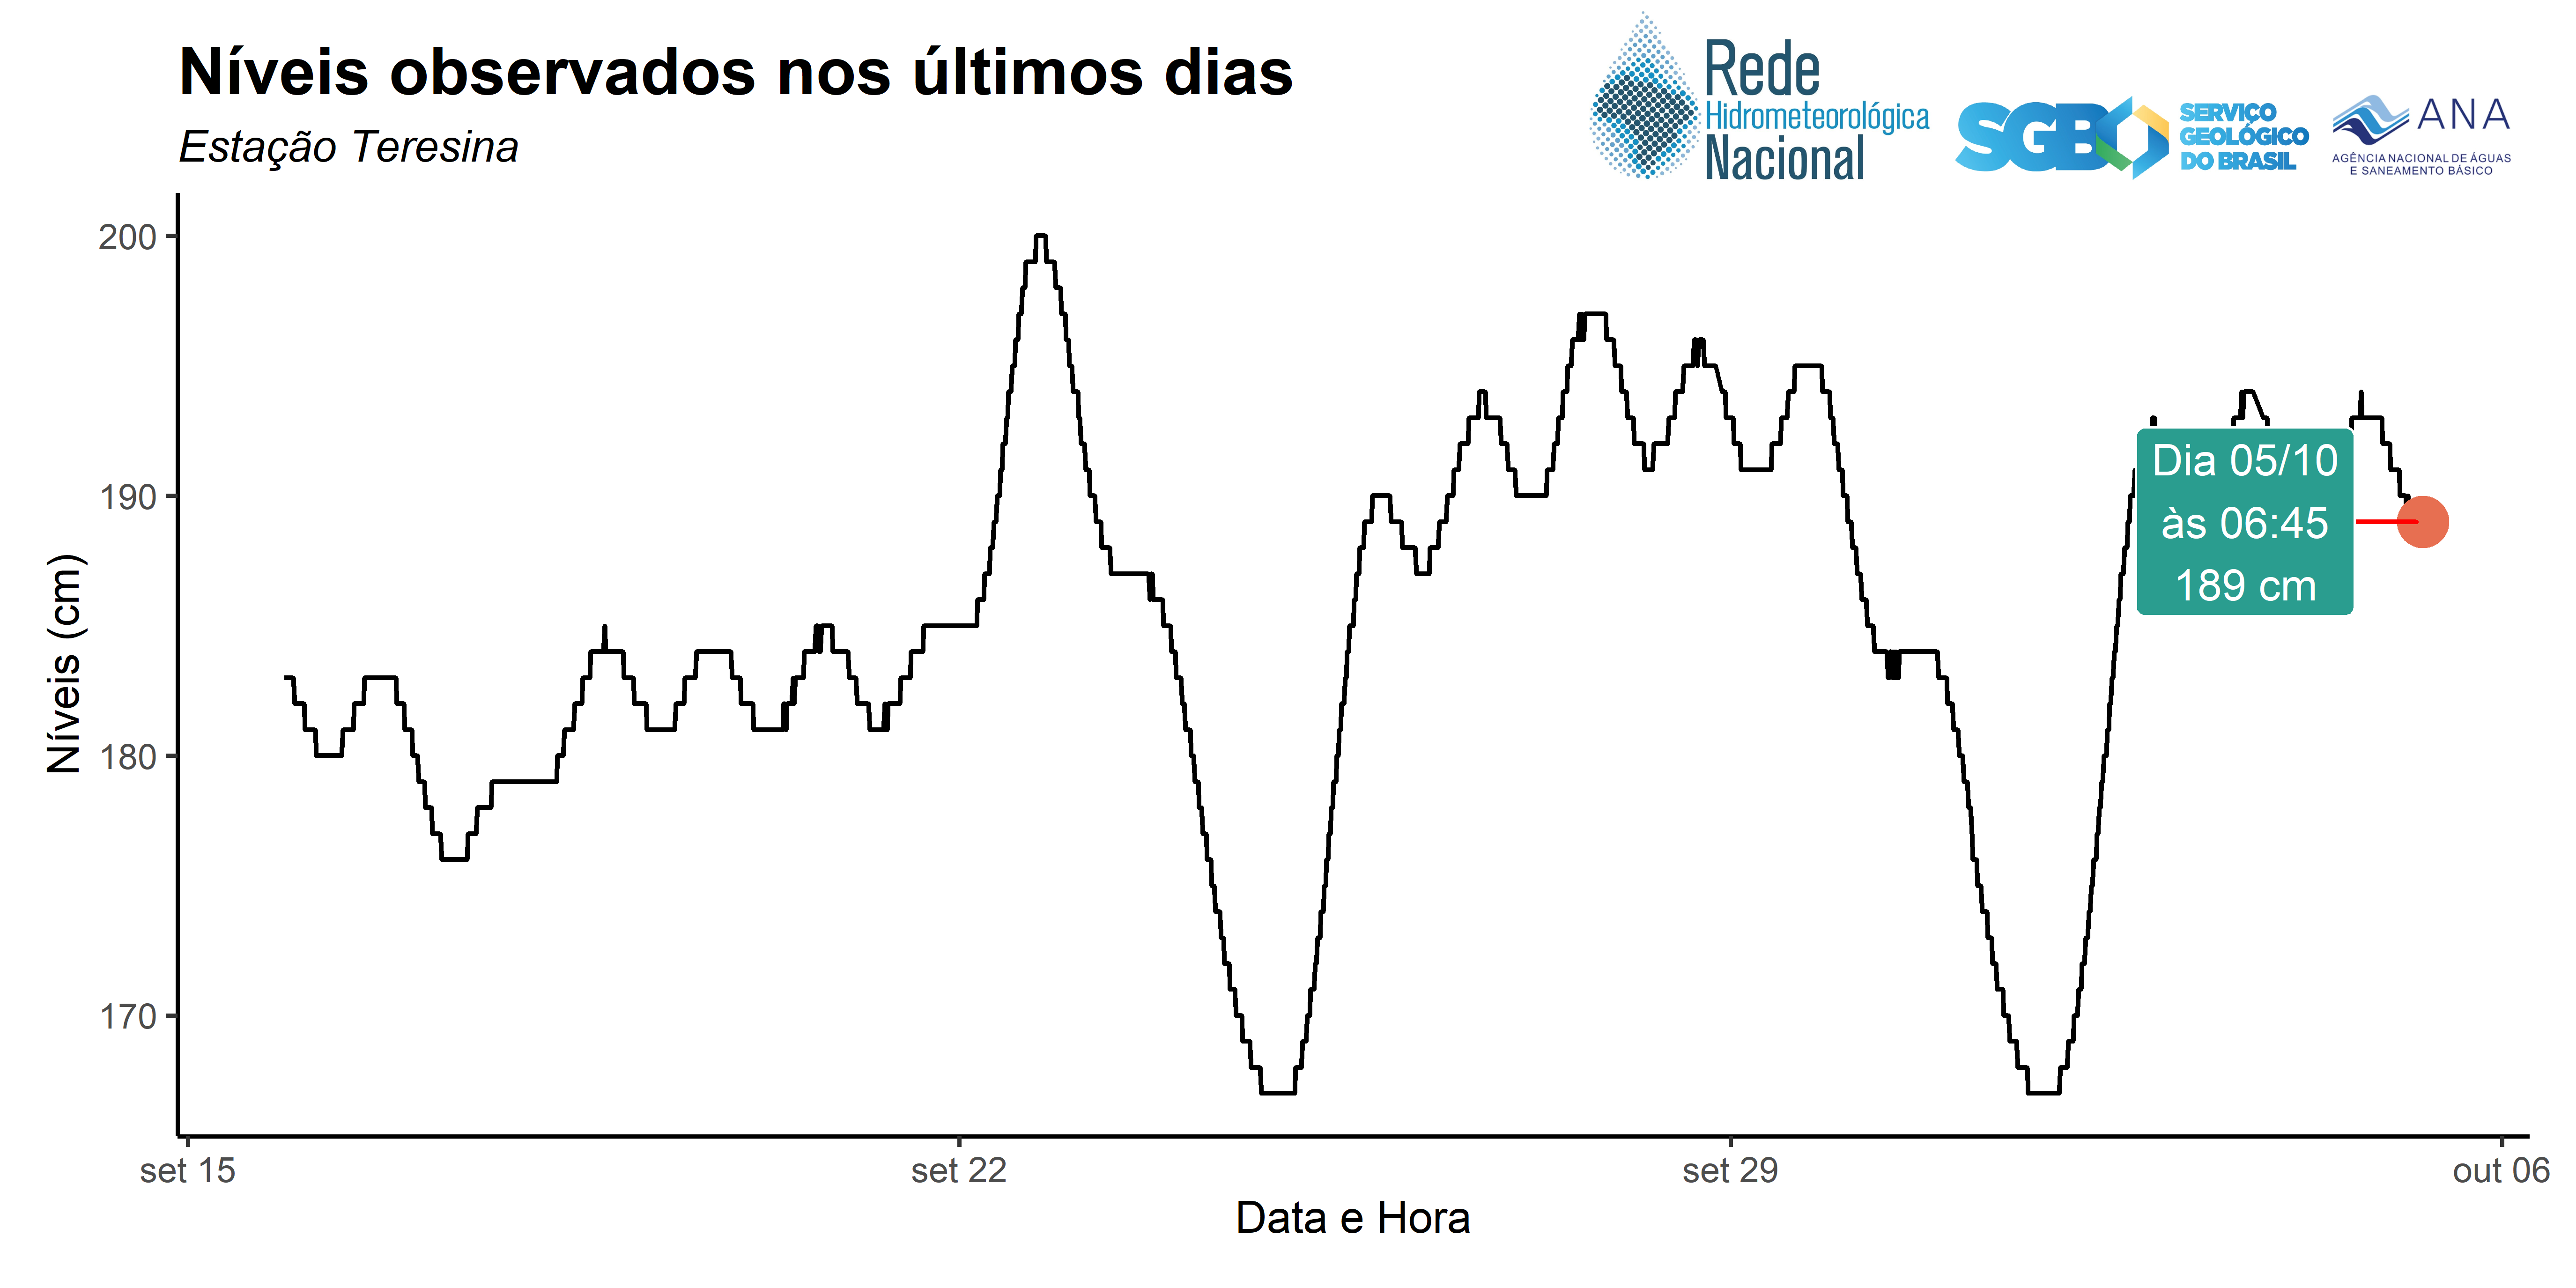 Níveis observados nos últimos dias
Estação Teresina
Rede
Hidrometeorológica
Nacional
SGB
SERVIÇO
GEOLÓGICO
DO BRASIL
ANA
AGÊNCIA NACIONAL DE ÁGUAS
E SANEAMENTO BÁSICO
Níveis (cm)
200
190
180
170
Dia 05/10
às 06:45
189 cm
set 15
set 22
set 29
out 06
Data e Hora